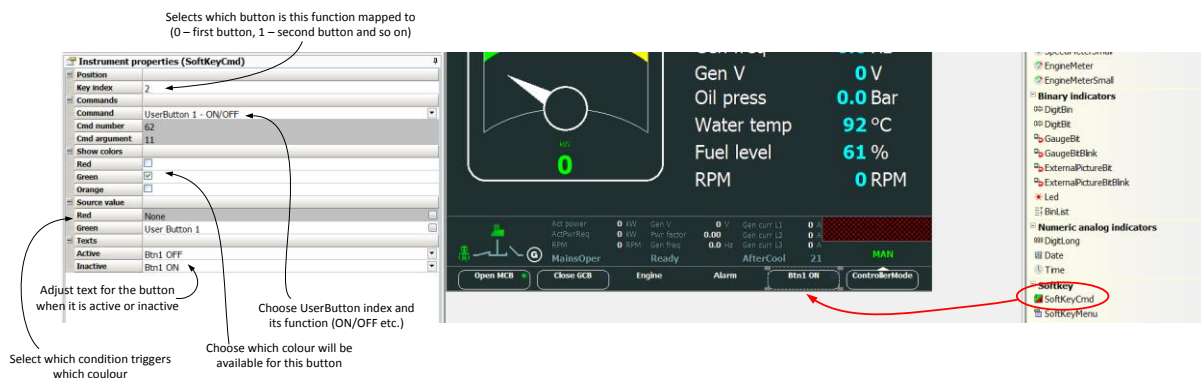 Selects which button is this function mapped to
(0 – first button, 1 – second button and so on)
Instrument properties (SoftKeyCmd)
Position
Key index 2
Commands
Command UserButton 1 - ON/OFF
Cmd number 62
Cmd argument 11
Show colors
Red
Green
Orange
Source value
Red None
Green User Button 1
Texts
Active Btn1 OFF
Inactive Btn1 ON
Adjust text for the button
when it is active or inactive
Select which condition triggers
which coulour
Choose UserButton index and
its function (ON/OFF etc.)
Choose which colour will be
available for this button
kW
0
Gen V 0 V
Oil press 0.0 Bar
Water temp 92 °C
Fuel level 61 %
RPM 0 RPM
Act power 0 kW Gen V 0 V Gen curr L1 0 A
ActPwrReq 0 kW Pwr factor 0.00 Gen curr L2 0 A
RPM 0 RPM Gen freq 0.0 Hz Gen curr L3 0 A
G MainsOper Ready AfterCool 21 MAN
Open MCB Close GCB Engine Alarm Btn1 ON ControllerMode
SpeedMeterSmall
EngineMeter
EngineMeterSmall
Binary indicators
DigitBin
DigitBit
GaugeBit
GaugeBitBlink
ExternalPictureBit
ExternalPictureBitBlink
Led
BinList
Numeric analog indicators
DigitLong
Date
Time
Softkey
SoftKeyCmd
SoftKeyMenu